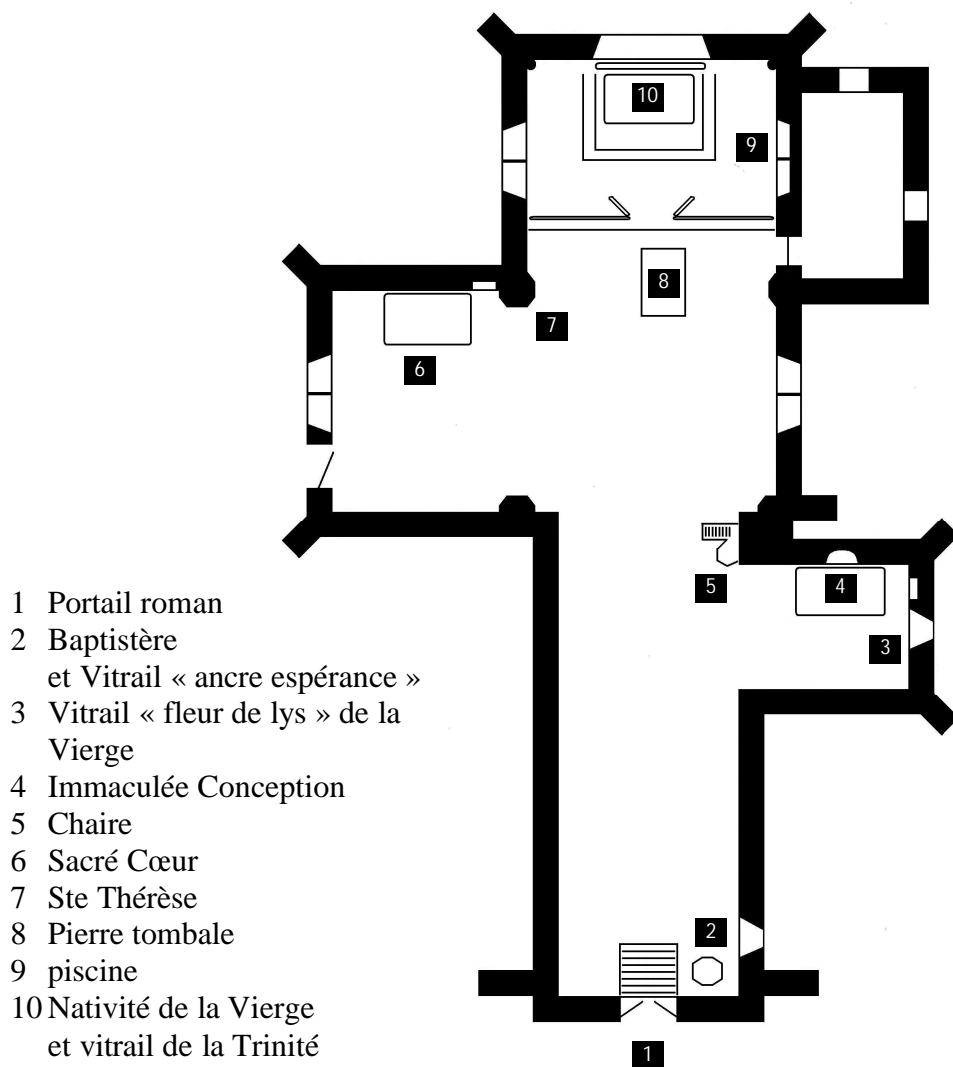 10
9
8
7
6
5
4
3
1 Portail roman
2 Baptistère
et Vitrail « ancre espérance »
3 Vitrail « fleur de lys » de la
Vierge
4 Immaculée Conception
5 Chaire
6 Sacré Cœur
7 Ste Thérèse
8 Pierre tombale
9 piscine
10 Nativité de la Vierge
et vitrail de la Trinité
2
1